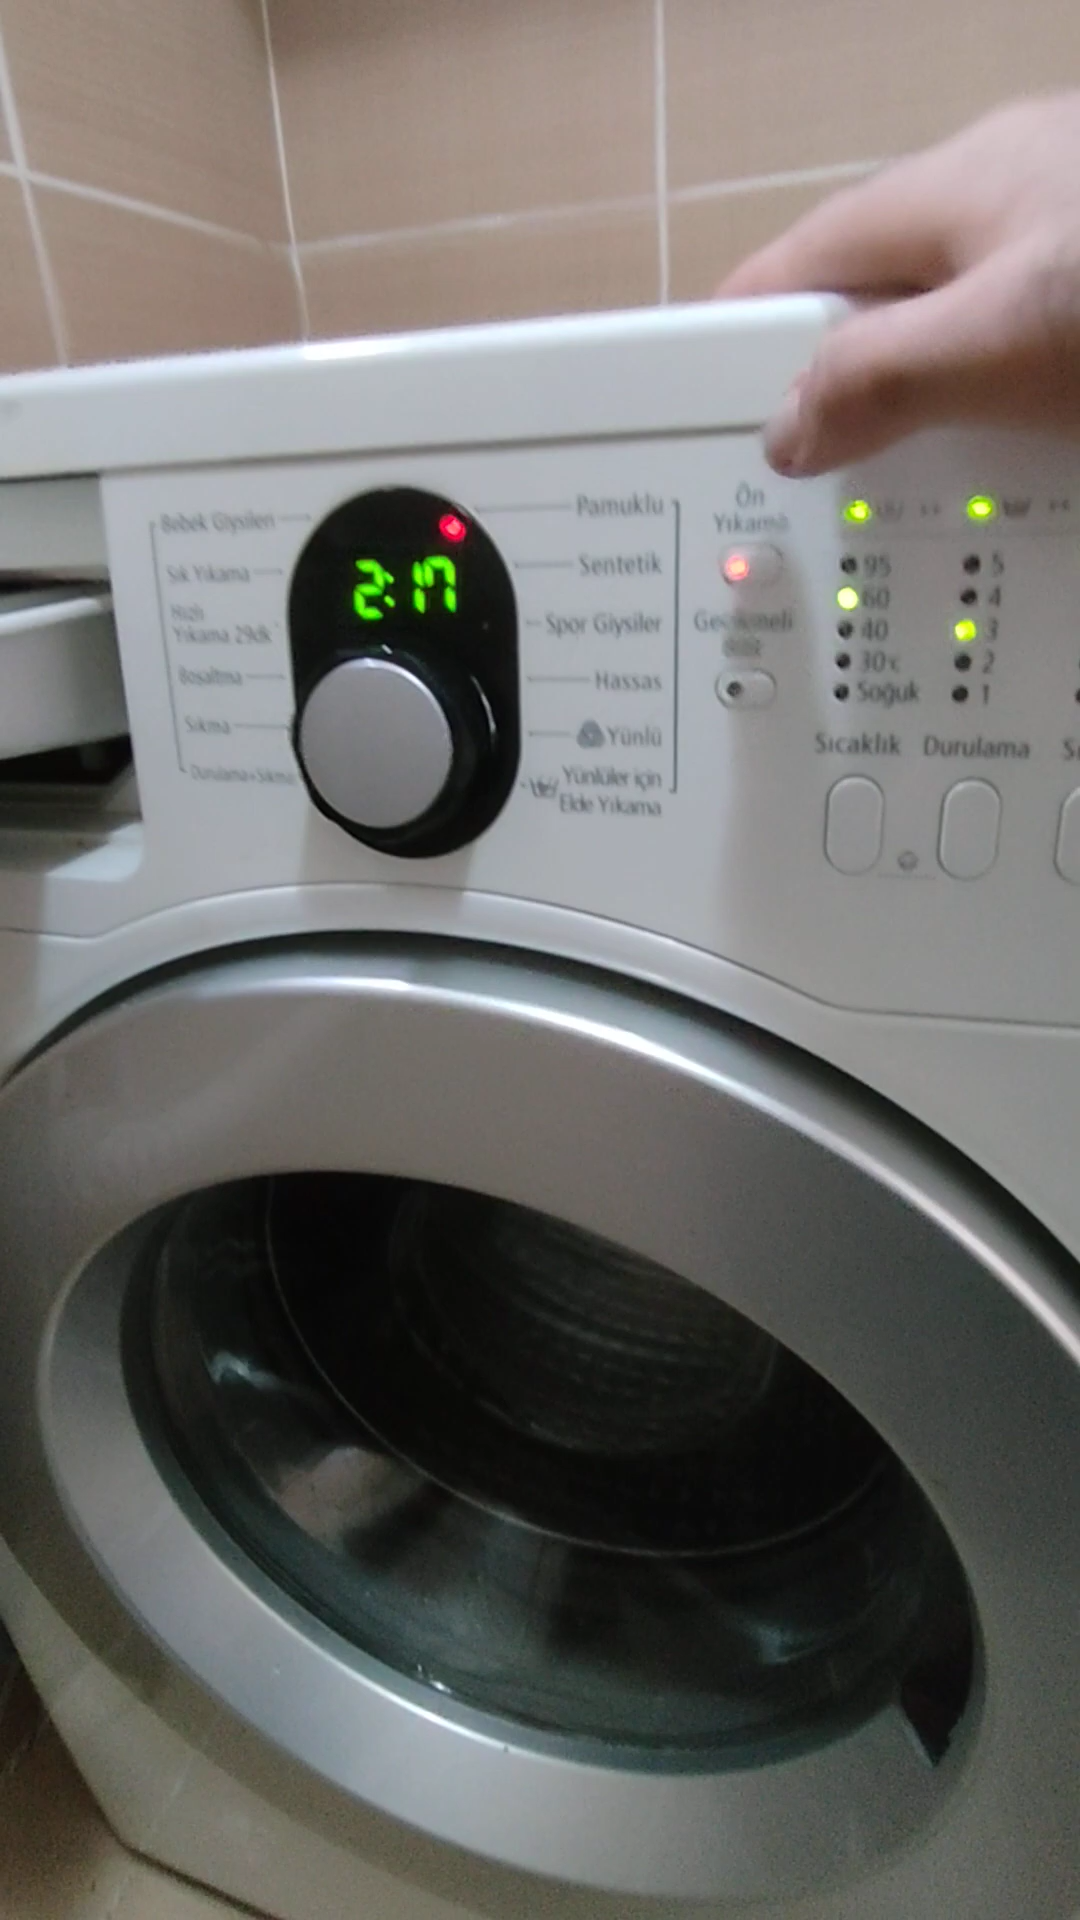 Bebek Giysileri
Sık Yıkama
Hızlı
Yıkama 29dk
Boşaltma
Sıkma
Durulama+Sıkma
2:17
Pamuklu
Sentetik
Spor Giysiler
Hassas
Yünlü
Yünlüler için
Elde Yıkama
Ön
Yıkama
Gecikmeli
95
60
40
30°c
Soğuk
Sıcaklık
5
4
3
2
1
Durulama